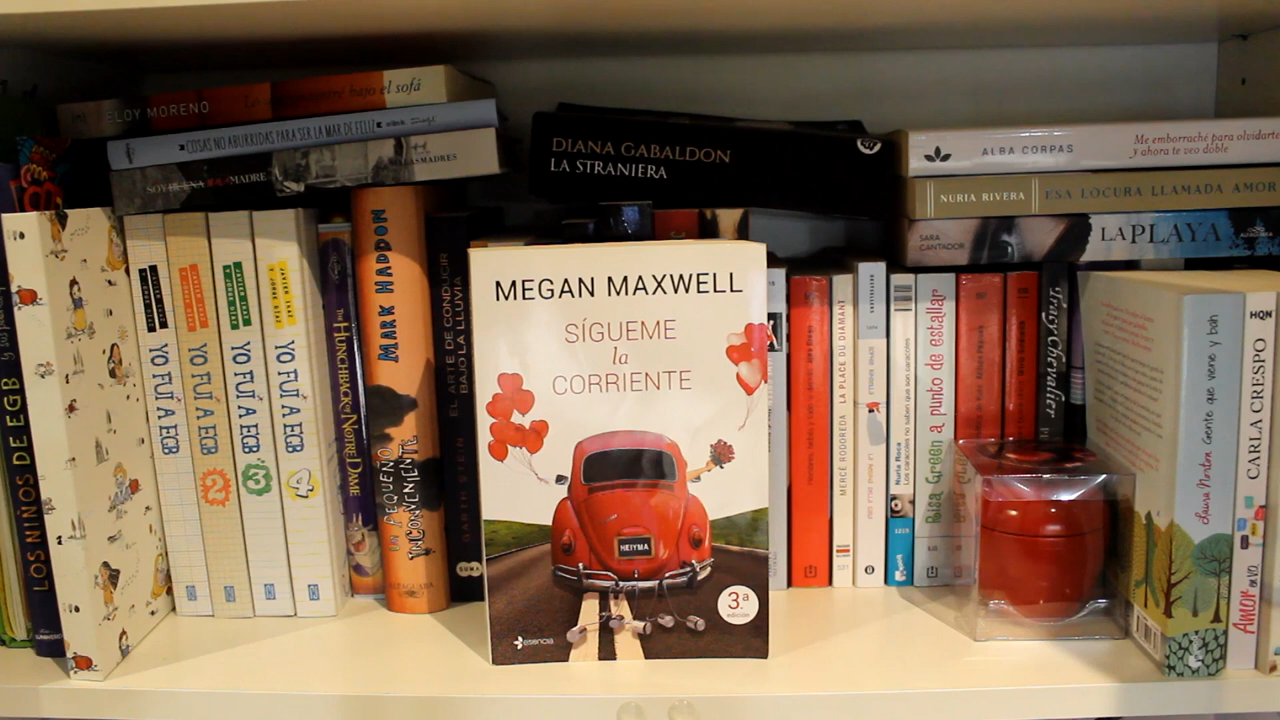 ELOY MORENO
bajo el sofá
COSAS NO ABURRIDAS PARA SER LA MAR DE FELIZ
MADRE
MALASMADRES
DIANA GABALDON
LA STRANIERA
ALBA CORPAS
Me emborraché para olvidarte
y ahora te veo doble
NURIA RIVERA
ESA LOCURA LLAMADA AMOR
SARA
CANTADOR
LA PLAYA
LOS NIÑOS DE EGB
YO FUI A EGB
YO FUI A EGB
2
YO FUI A EGB
3
YO FUI A EGB
4
THE HUNCHBACK OF NOTRE DAME
MARK HADDON
UN PEQUEÑO
INCONVENIENTE
ALFAGUARA
GARTH STEIN
EL ARTE DE CONDUCIR
BAJO LA LLUVIA
SUMA
MEGAN MAXWELL
SÍGUEME
la
CORRIENTE
HEIYMA
3.ª
edición
esencia
MERCÈ RODOREDA LA PLACE DU DIAMANT
Nuria Roca
Los caracoles no saben que son caracoles
1215
Risa Green a punto de estallar
Tracy Chevalier
Laura Norton Gente que viene y bah
HQN
CARLA CRESPO
Amor en V.O.